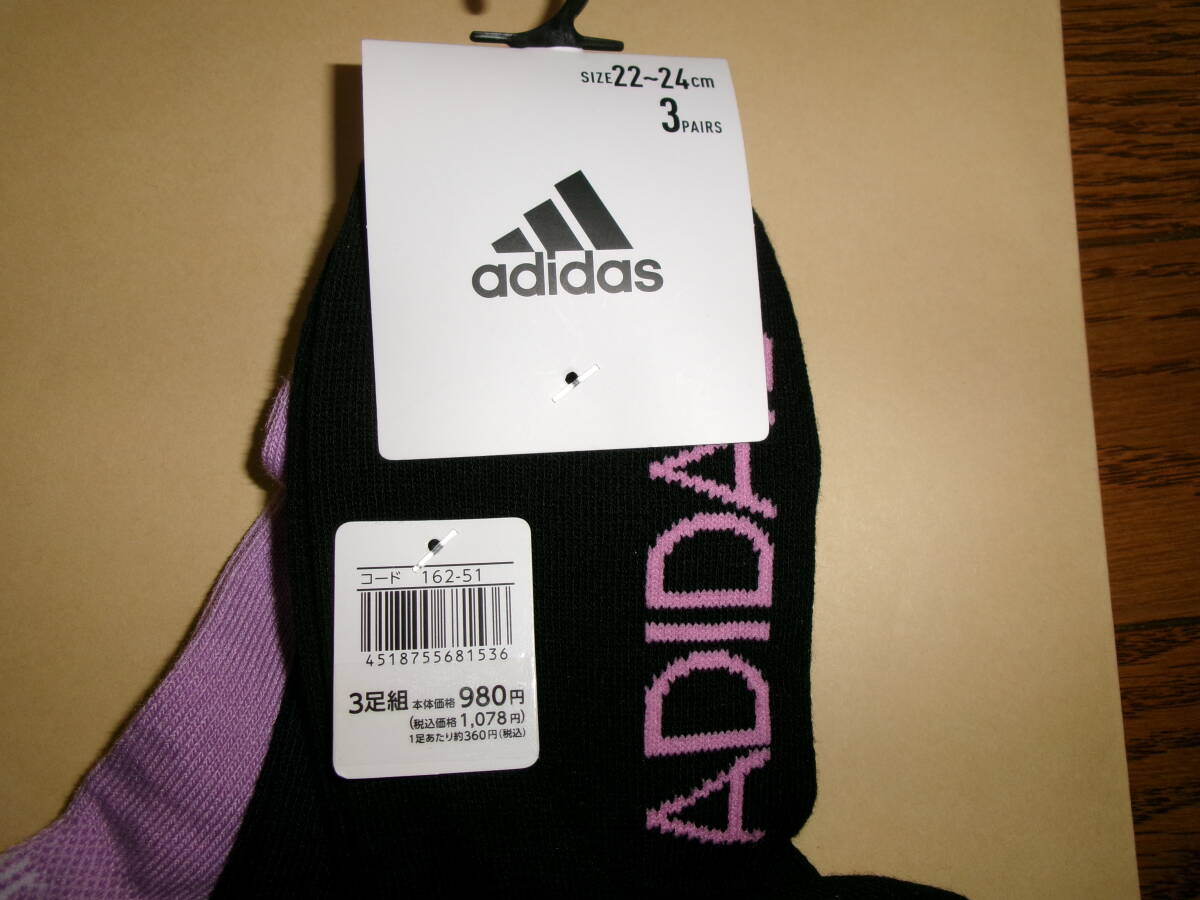 SIZE22~24cm
3PAIRS
adidas
ADIDA
コード 162-51
4518755681536
3足組 本体価格 980円
(税込価格 1,078円)
1足あたり約360円(税込)